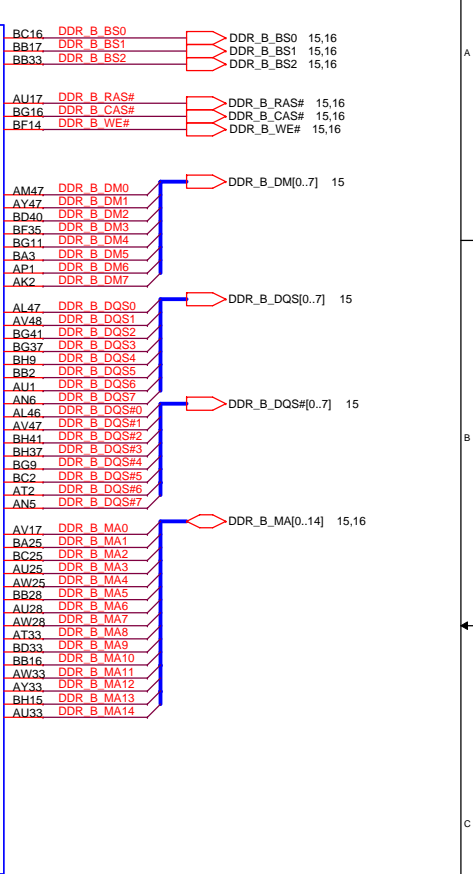 BC16 DDR_B_BS0 DDR_B_BS0 15,16
BB17 DDR_B_BS1 DDR_B_BS1 15,16
BB33 DDR_B_BS2 DDR_B_BS2 15,16
A
AU17 DDR_B_RAS# DDR_B_RAS# 15,16
BG16 DDR_B_CAS# DDR_B_CAS# 15,16
BF14 DDR_B_WE# DDR_B_WE# 15,16
DDR_B_DM[0..7] 15
AM47 DDR_B_DM0
AY47 DDR_B_DM1
BD40 DDR_B_DM2
BF35 DDR_B_DM3
BG11 DDR_B_DM4
BA3 DDR_B_DM5
AP1 DDR_B_DM6
AK2 DDR_B_DM7
DDR_B_DQS[0..7] 15
AL47 DDR_B_DQS0
AV48 DDR_B_DQS1
BG41 DDR_B_DQS2
BG37 DDR_B_DQS3
BH9 DDR_B_DQS4
BB2 DDR_B_DQS5
AU1 DDR_B_DQS6
AN6 DDR_B_DQS7
DDR_B_DQS#[0..7] 15
AL46 DDR_B_DQS#0
AV47 DDR_B_DQS#1
BH41 DDR_B_DQS#2
B
BH37 DDR_B_DQS#3
BG9 DDR_B_DQS#4
BC2 DDR_B_DQS#5
AT2 DDR_B_DQS#6
AN5 DDR_B_DQS#7
DDR_B_MA[0..14] 15,16
AV17 DDR_B_MA0
BA25 DDR_B_MA1
BC25 DDR_B_MA2
AU25 DDR_B_MA3
AW25 DDR_B_MA4
BB28 DDR_B_MA5
AU28 DDR_B_MA6
AW28 DDR_B_MA7
AT33 DDR_B_MA8
BD33 DDR_B_MA9
BB16 DDR_B_MA10
AW33 DDR_B_MA11
AY33 DDR_B_MA12
BH15 DDR_B_MA13
AU33 DDR_B_MA14
C